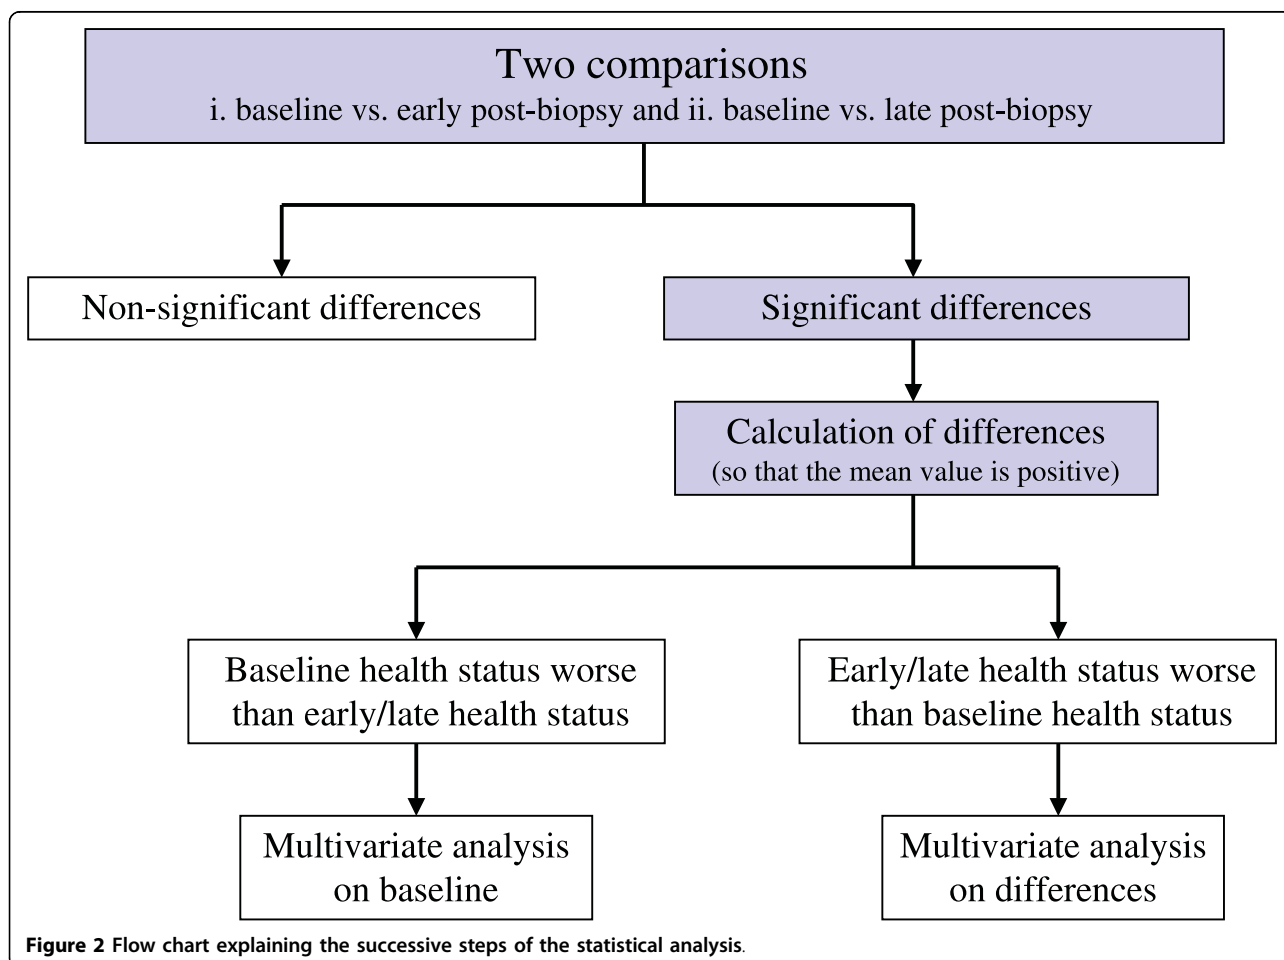 Two comparisons
i. baseline vs. early post-biopsy and ii. baseline vs. late post-biopsy
Non-significant differences
Significant differences
Calculation of differences
(so that the mean value is positive)
Baseline health status worse
than early/late health status
Early/late health status worse
than baseline health status
Multivariate analysis
on baseline
Multivariate analysis
on differences
Figure 2 Flow chart explaining the successive steps of the statistical analysis.